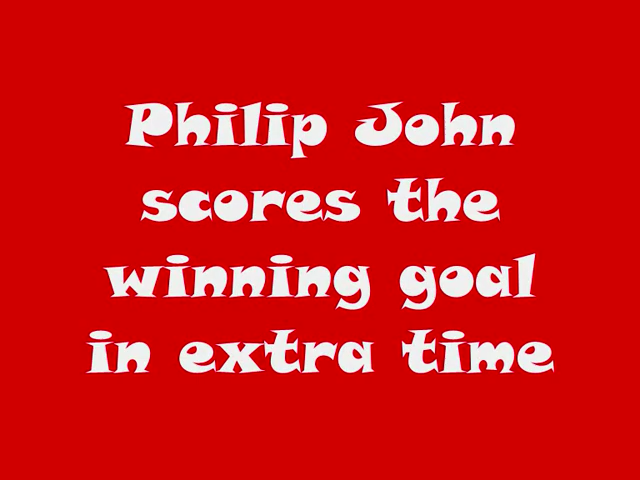 Philip John
scores the
winning goal
in extra time